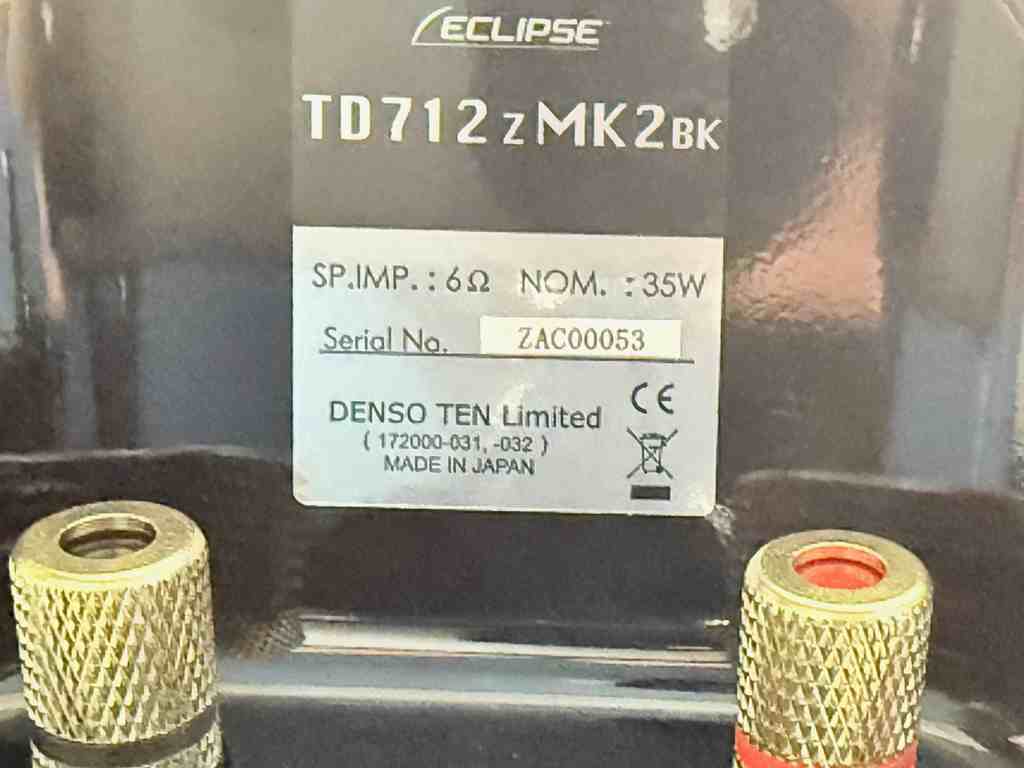 ECLIPSE
TD712zMK2BK
SP.IMP. : 6Ω NOM. : 35W
Serial No. ZAC00053
DENSO TEN Limited
( 172000-031, -032 )
MADE IN JAPAN
CE